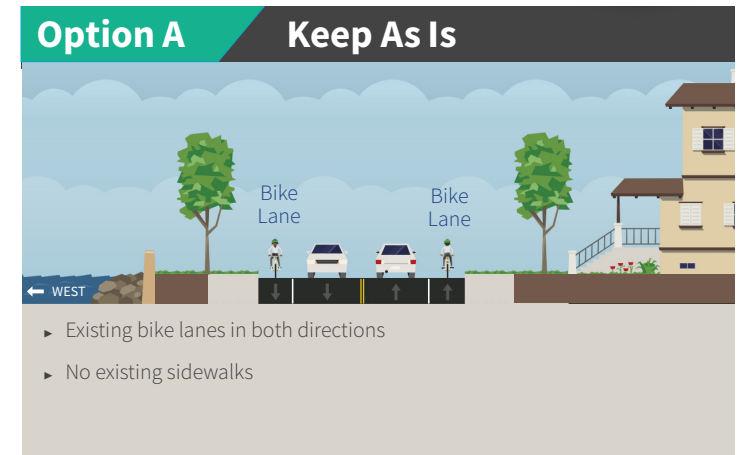 Option A Keep As Is
Bike
Lane
Bike
Lane
WEST
Existing bike lanes in both directions
No existing sidewalks